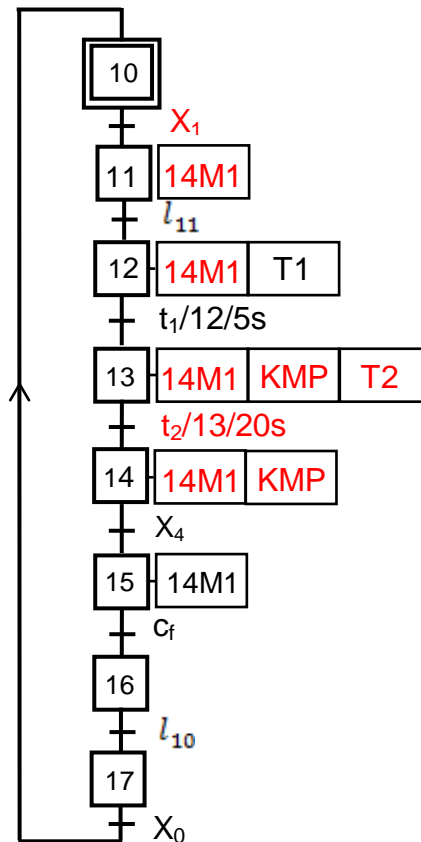 10
X₁
11 14M1
l₁₁
12 14M1 T1
t₁/12/5s
13 14M1 KMP T2
t₂/13/20s
14 14M1 KMP
X₄
15 14M1
c_f
16
l₁₀
17
X₀